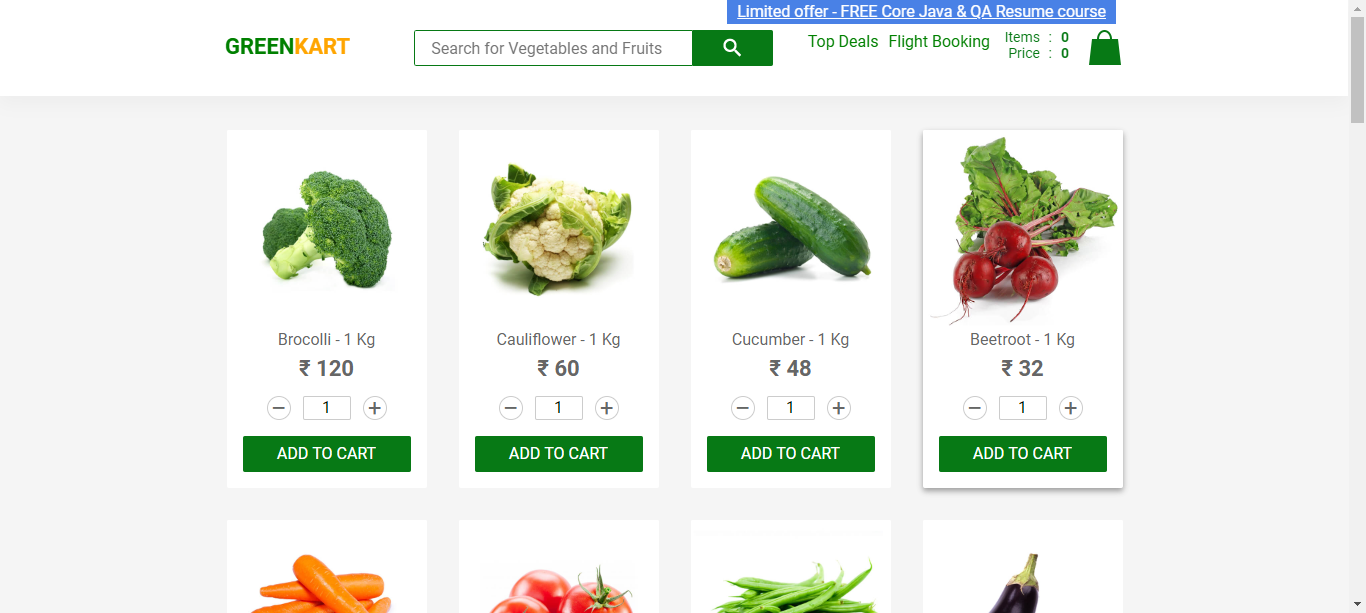 Limited offer - FREE Core Java & QA Resume course
GREENKART
Search for Vegetables and Fruits
Top Deals Flight Booking
Items : 0
Price : 0
Brocolli - 1 Kg
₹ 120
1
ADD TO CART
Cauliflower - 1 Kg
₹ 60
1
ADD TO CART
Cucumber - 1 Kg
₹ 48
1
ADD TO CART
Beetroot - 1 Kg
₹ 32
1
ADD TO CART